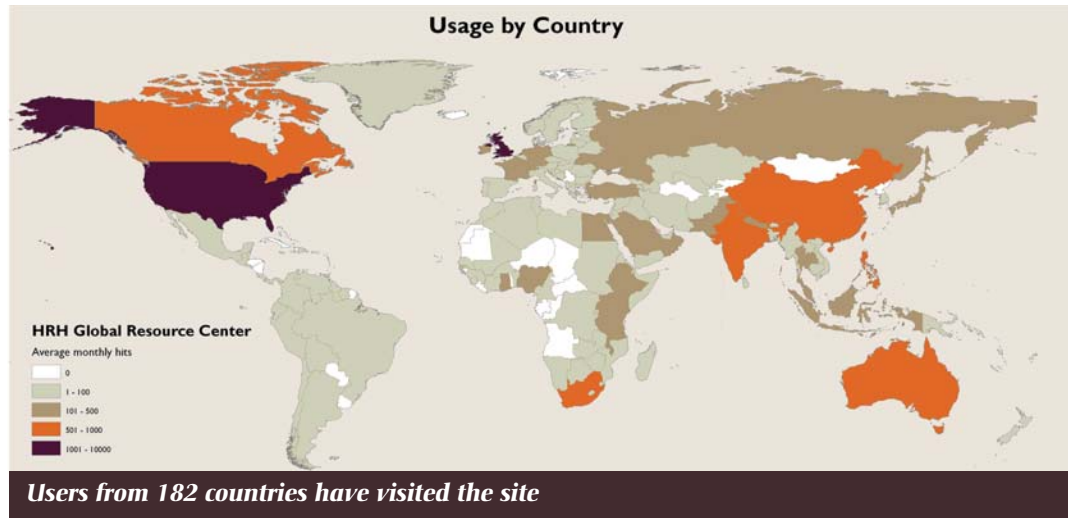 Usage by Country
HRH Global Resource Center
Average monthly hits
0
1 - 100
101 - 500
501 - 1000
1001 - 10000
Users from 182 countries have visited the site